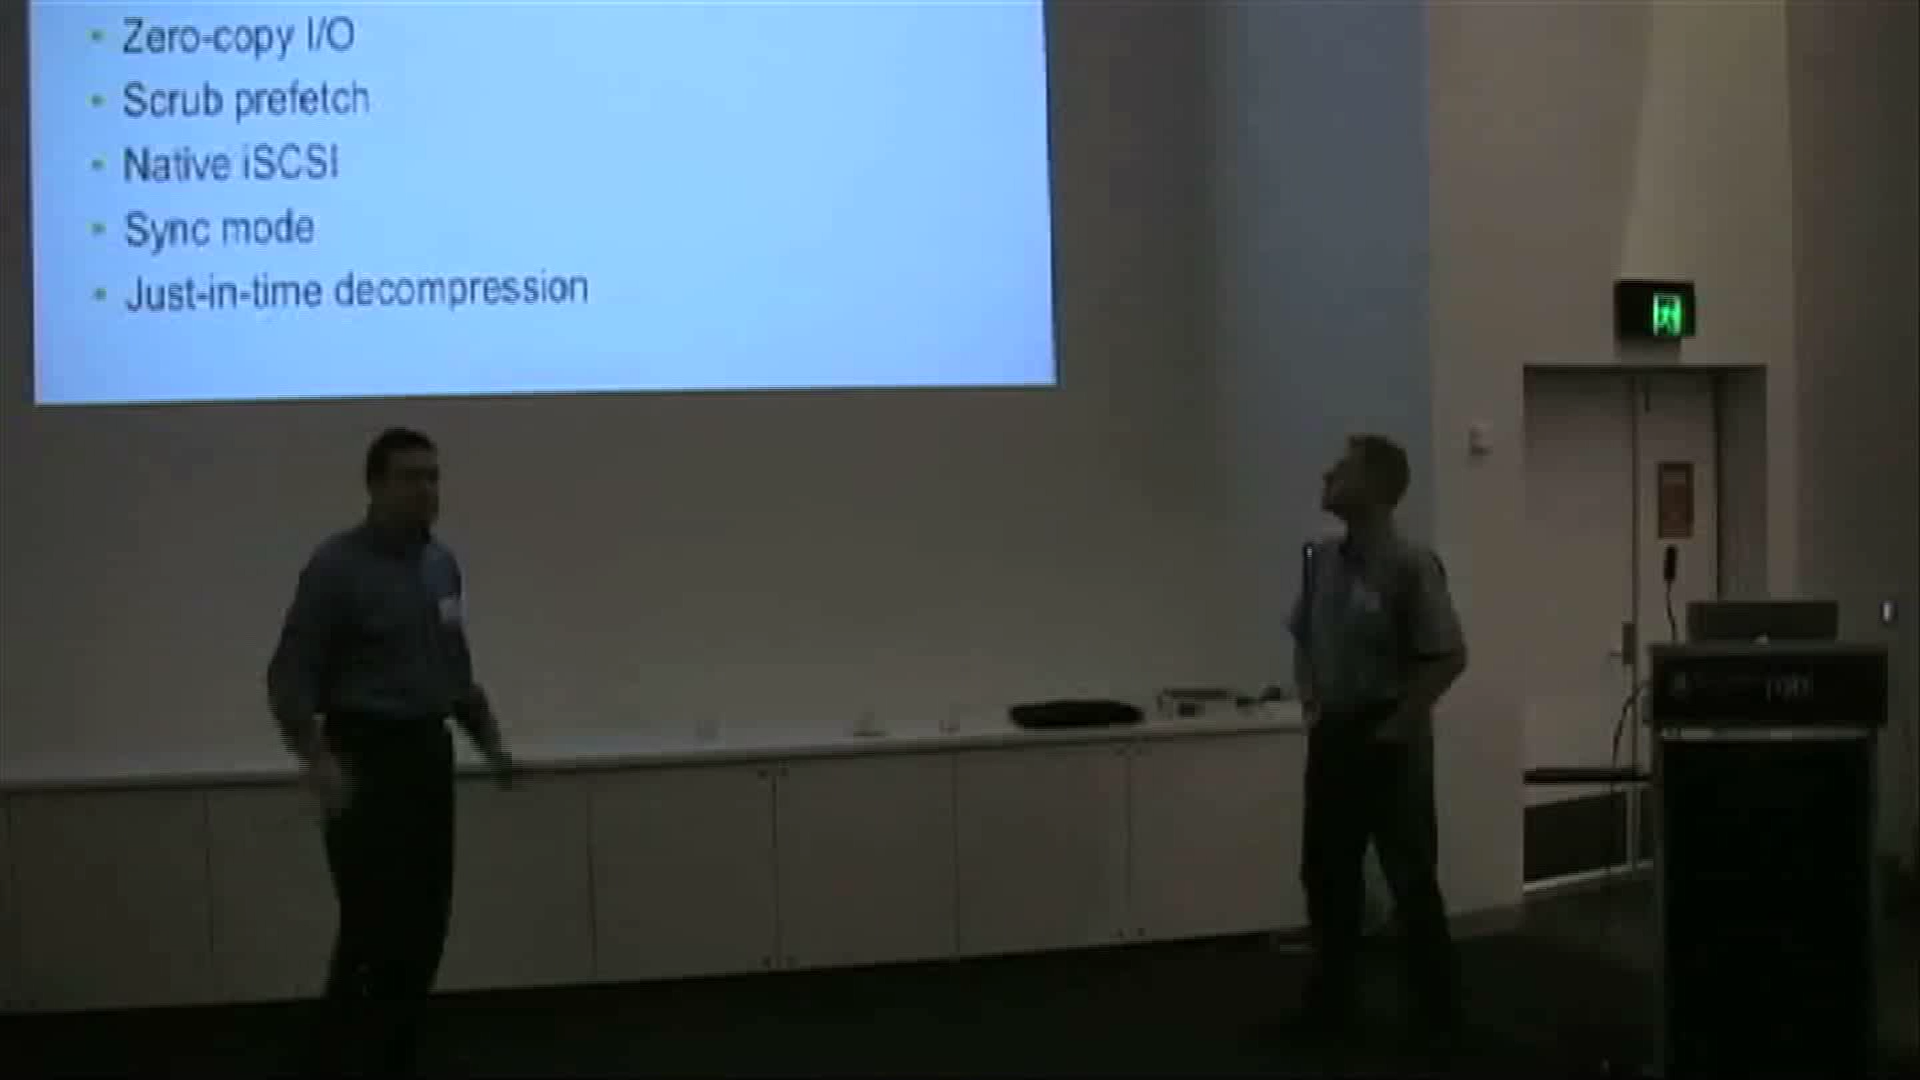 Zero-copy I/O
Scrub prefetch
Native iSCSI
Sync mode
Just-in-time decompression